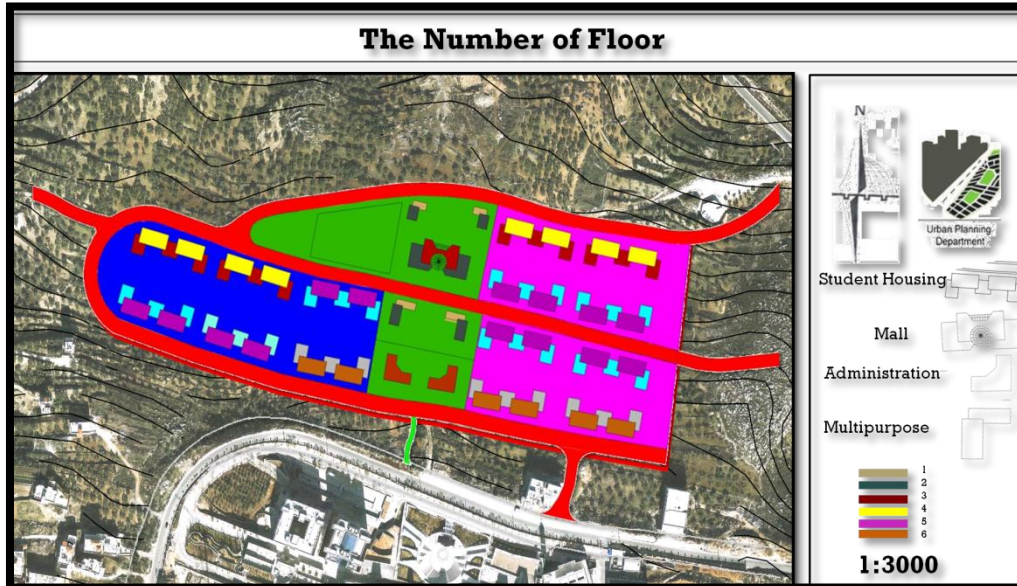 The Number of Floor
N
Urban Planning
Department
Student Housing
Mall
Administration
Multipurpose
1
2
3
4
5
6
1:3000